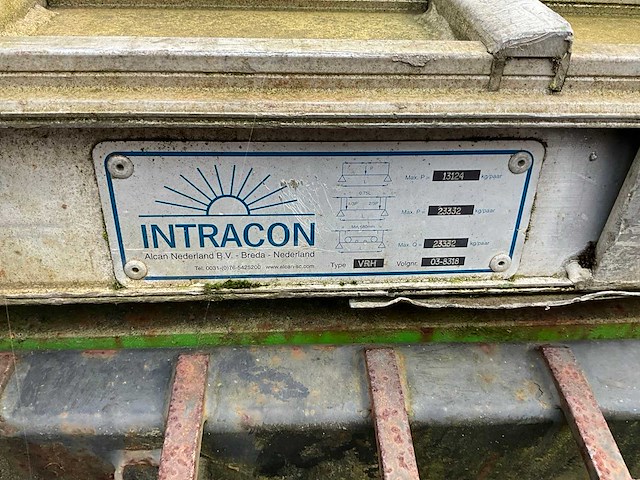 INTRACON
Alcan Nederland B.V. - Breda - Nederland
Max. P = 13124 kg/paar
Max. P = 23332 kg/paar
Max. Q = 23332 kg/paar
Type VRH Volgnr. 03-8318